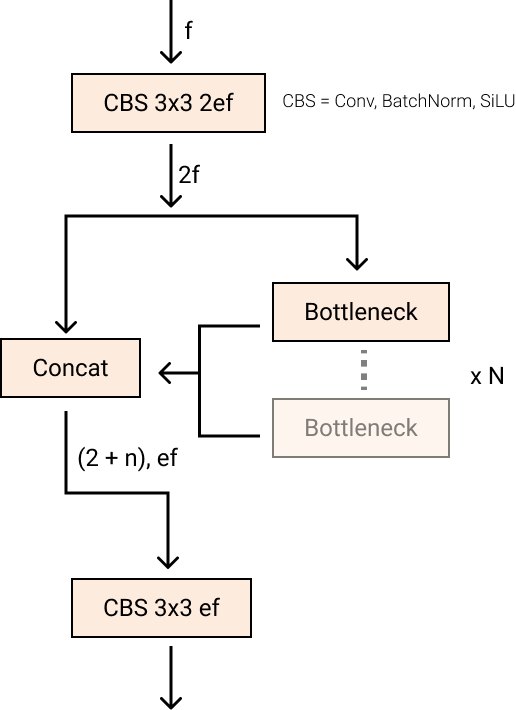 f
CBS 3x3 2ef
CBS = Conv, BatchNorm, SiLU
2f
Bottleneck
Concat
x N
Bottleneck
(2 + n), ef
CBS 3x3 ef